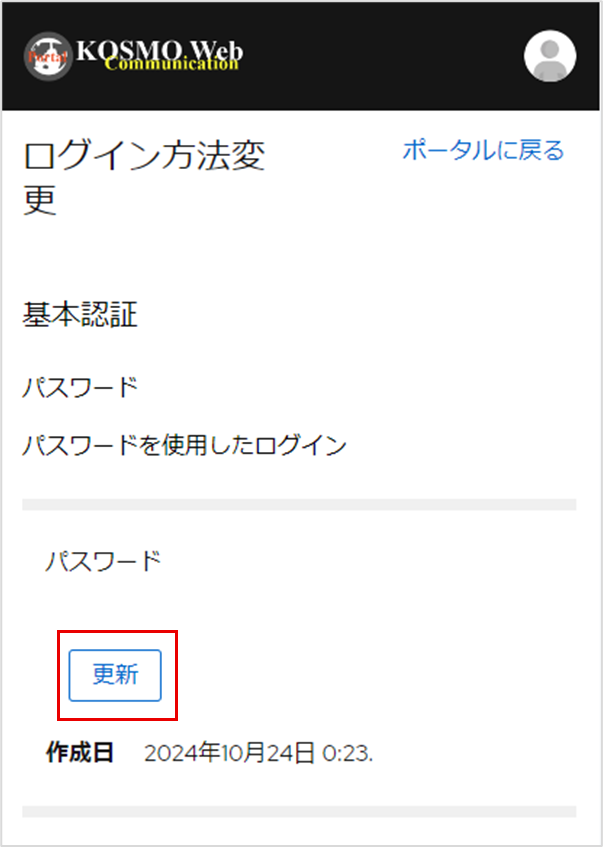 Portal
KOSMO Web
Communication
ログイン方法変
更
ポータルに戻る
基本認証
パスワード
パスワードを使用したログイン
パスワード
更新
作成日 2024年10月24日 0:23.